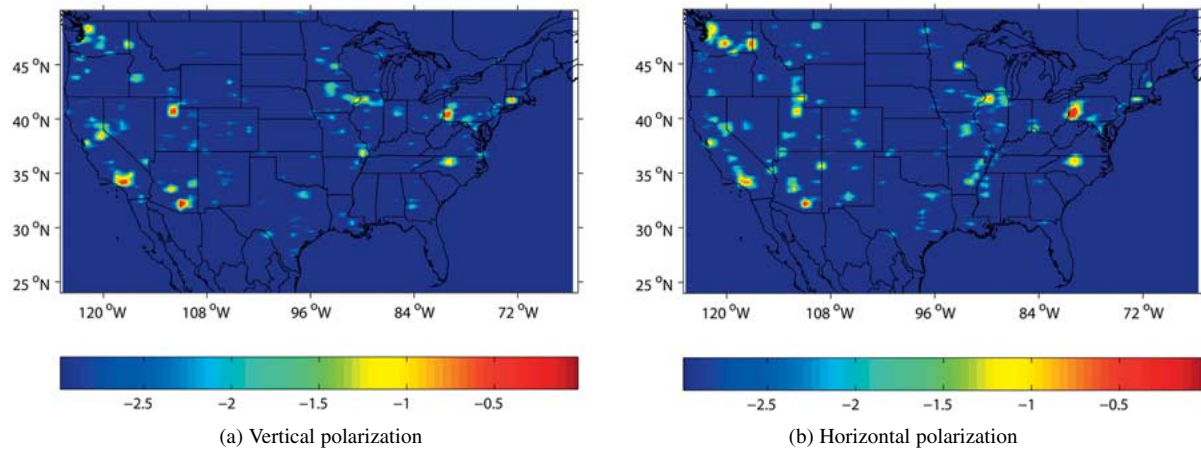 45 °N
40 °N
35 °N
30 °N
25 °N
120 °W 108 °W 96 °W 84 °W 72 °W
−2.5 −2 −1.5 −1 −0.5
(a) Vertical polarization
45 °N
40 °N
35 °N
30 °N
25 °N
120 °W 108 °W 96 °W 84 °W 72 °W
−2.5 −2 −1.5 −1 −0.5
(b) Horizontal polarization